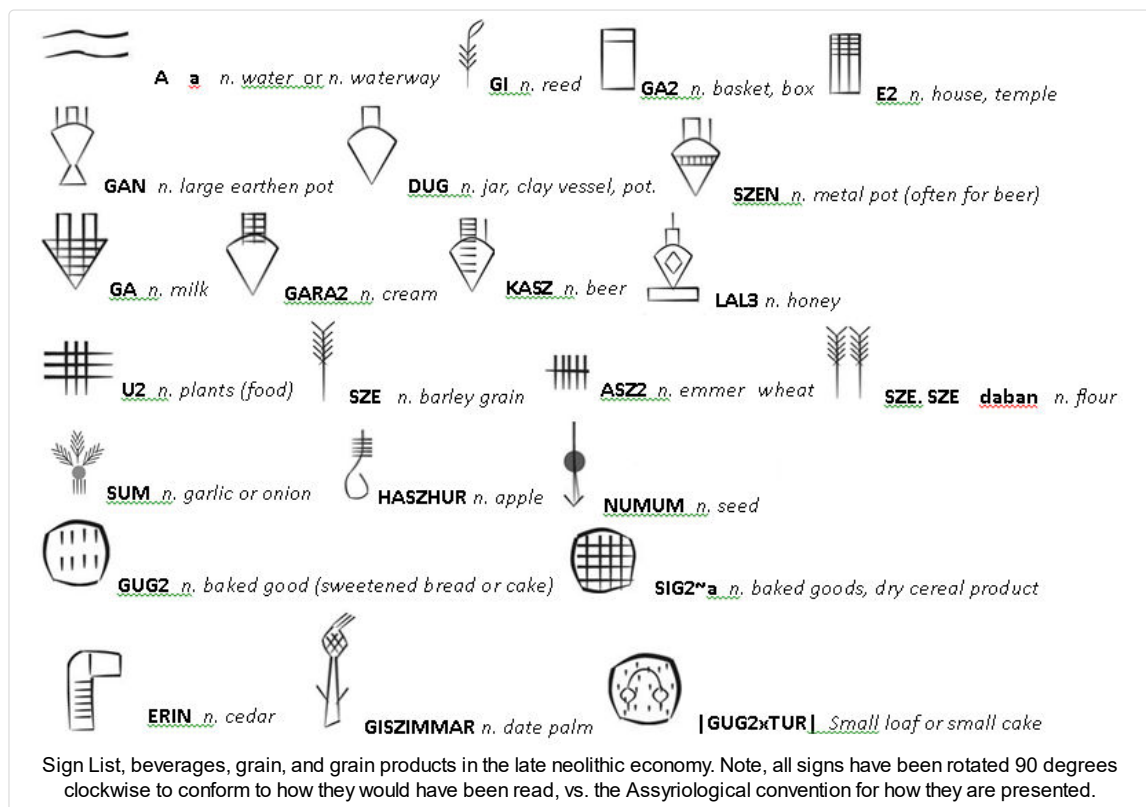 A a n. water or n. waterway GI n. reed GA2 n. basket, box E2 n. house, temple
GAN n. large earthen pot DUG n. jar, clay vessel, pot. SZEN n. metal pot (often for beer)
GA n. milk GARA2 n. cream KASZ n. beer LAL3 n. honey
U2 n. plants (food) SZE n. barley grain ASZ2 n. emmer wheat SZE. SZE daban n. flour
SUM n. garlic or onion HASZHUR n. apple NUMUM n. seed
GUG2 n. baked good (sweetened bread or cake) SIG2~a n. baked goods, dry cereal product
ERIN n. cedar GISZIMMAR n. date palm |GUG2xTUR| Small loaf or small cake
Sign List, beverages, grain, and grain products in the late neolithic economy. Note, all signs have been rotated 90 degrees
clockwise to conform to how they would have been read, vs. the Assyriological convention for how they are presented.